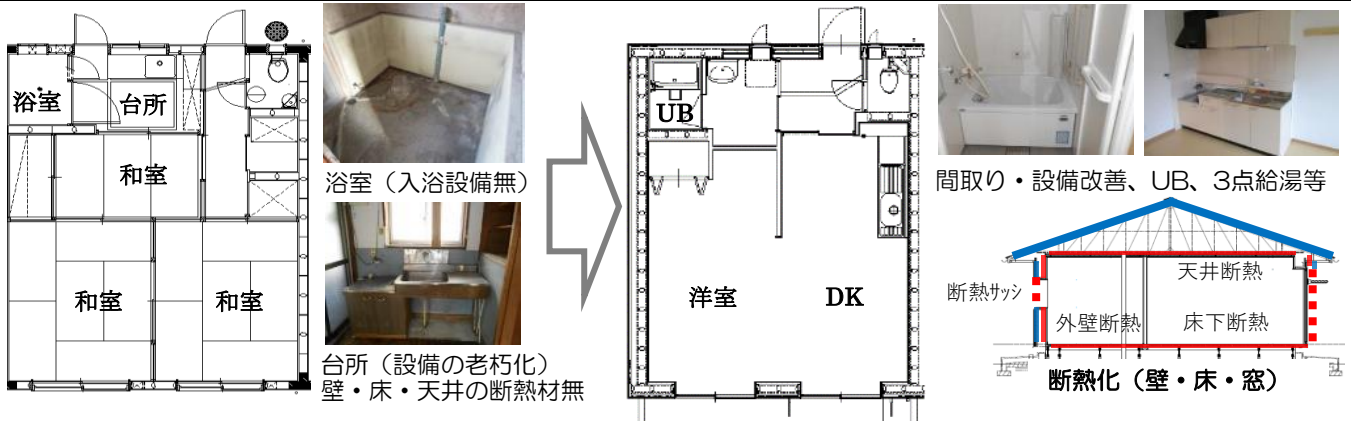 浴室
台所
和室
和室
和室
浴室（入浴設備無）
台所（設備の老朽化）
壁・床・天井の断熱材無
UB
洋室
DK
間取り・設備改善、UB、3点給湯等
天井断熱
断熱サッシ
外壁断熱
床下断熱
断熱化（壁・床・窓）